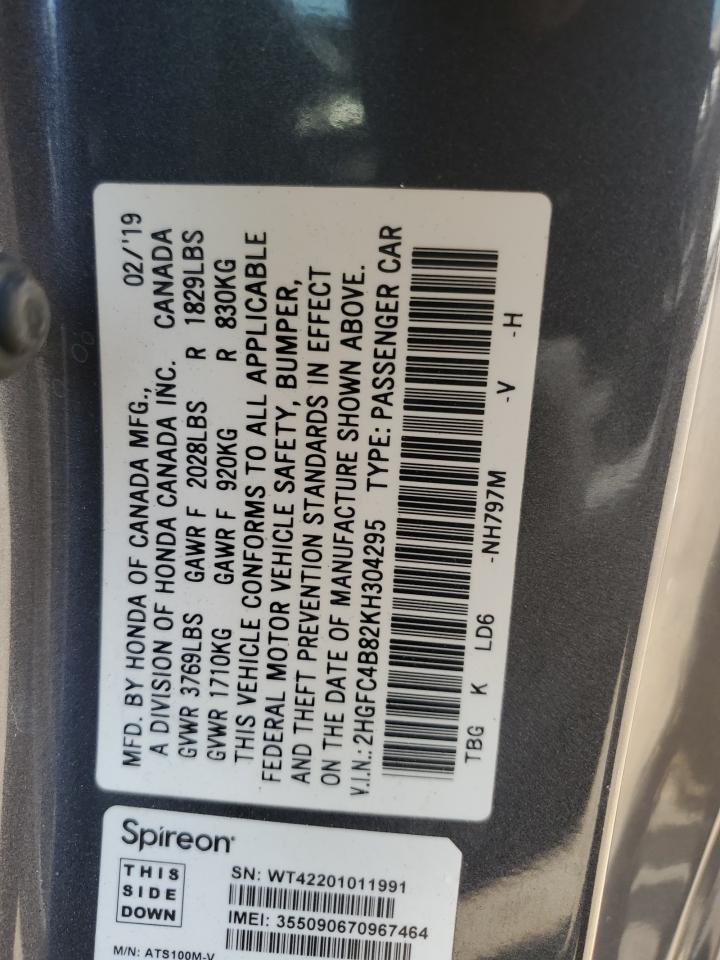 MFD. BY HONDA OF CANADA MFG., 02/'19
A DIVISION OF HONDA CANADA INC. CANADA
GVWR 3769LBS GAWR F 2028LBS R 1829LBS
GVWR 1710KG GAWR F 920KG R 830KG
THIS VEHICLE CONFORMS TO ALL APPLICABLE
FEDERAL MOTOR VEHICLE SAFETY, BUMPER,
AND THEFT PREVENTION STANDARDS IN EFFECT
ON THE DATE OF MANUFACTURE SHOWN ABOVE.
V.I.N.: 2HGFC4B82KH304295 TYPE: PASSENGER CAR
TBG K LD6 -NH797M -V -H
Spireon
THIS
SIDE
DOWN
SN: WT42201011991
IMEI: 355090670967464
M/N: ATS100M-V